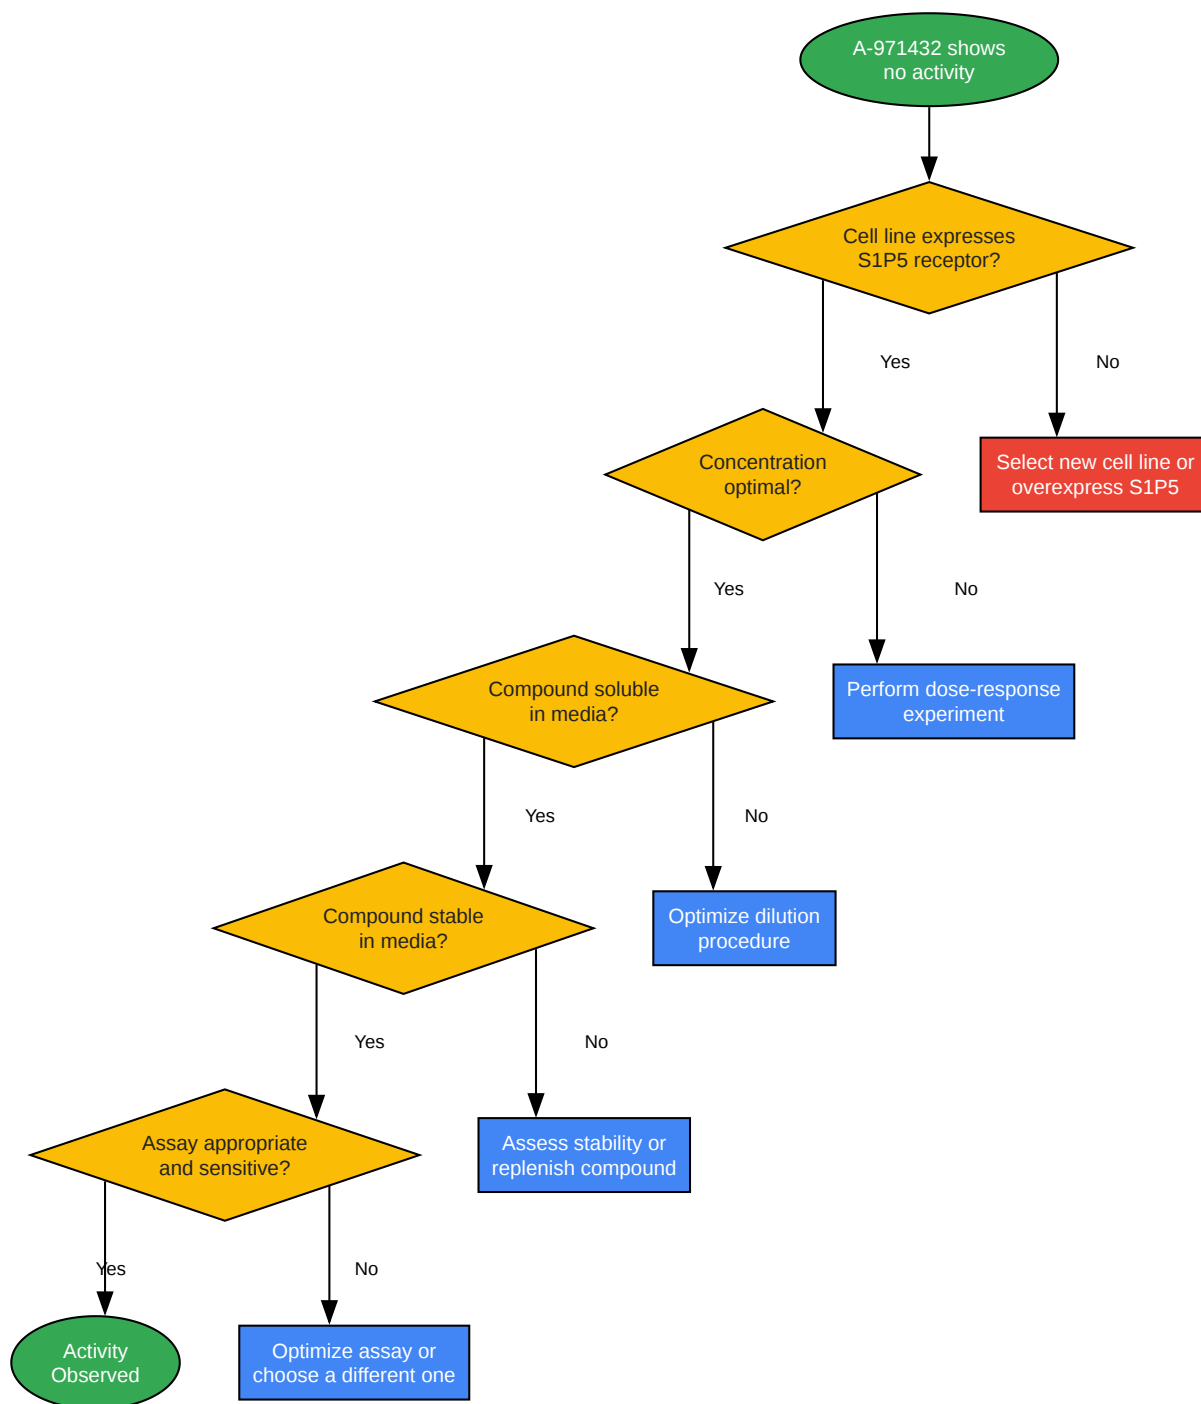 A-971432 shows
no activity
Cell line expresses
S1P5 receptor?
Yes
No
Concentration
optimal?
Select new cell line or
overexpress S1P5
Yes
No
Compound soluble
in media?
Perform dose-response
experiment
Yes
No
Compound stable
in media?
Optimize dilution
procedure
Yes
No
Assay appropriate
and sensitive?
Assess stability or
replenish compound
Yes
No
Activity
Observed
Optimize assay or
choose a different one